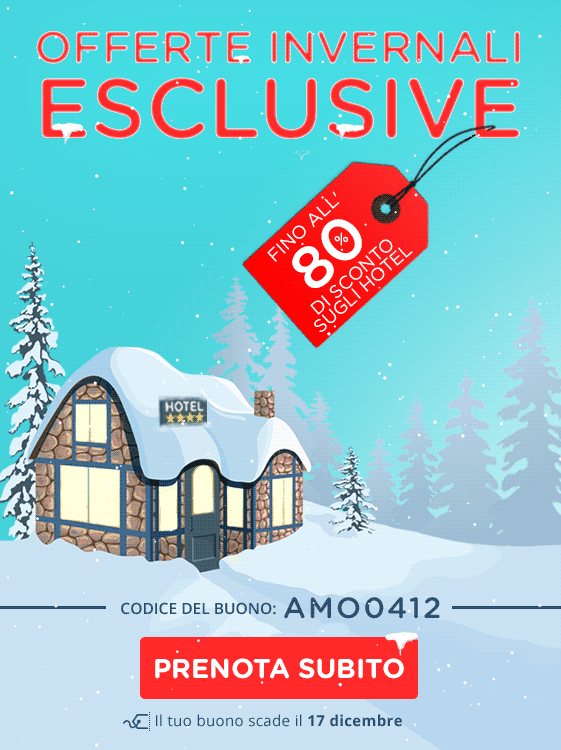 OFFERTE INVERNALI
ESCLUSIVE
FINO ALL'
80%
DI SCONTO
SUGLI HOTEL
HOTEL
CODICE DEL BUONO: AMO0412
PRENOTA SUBITO
Il tuo buono scade il 17 dicembre